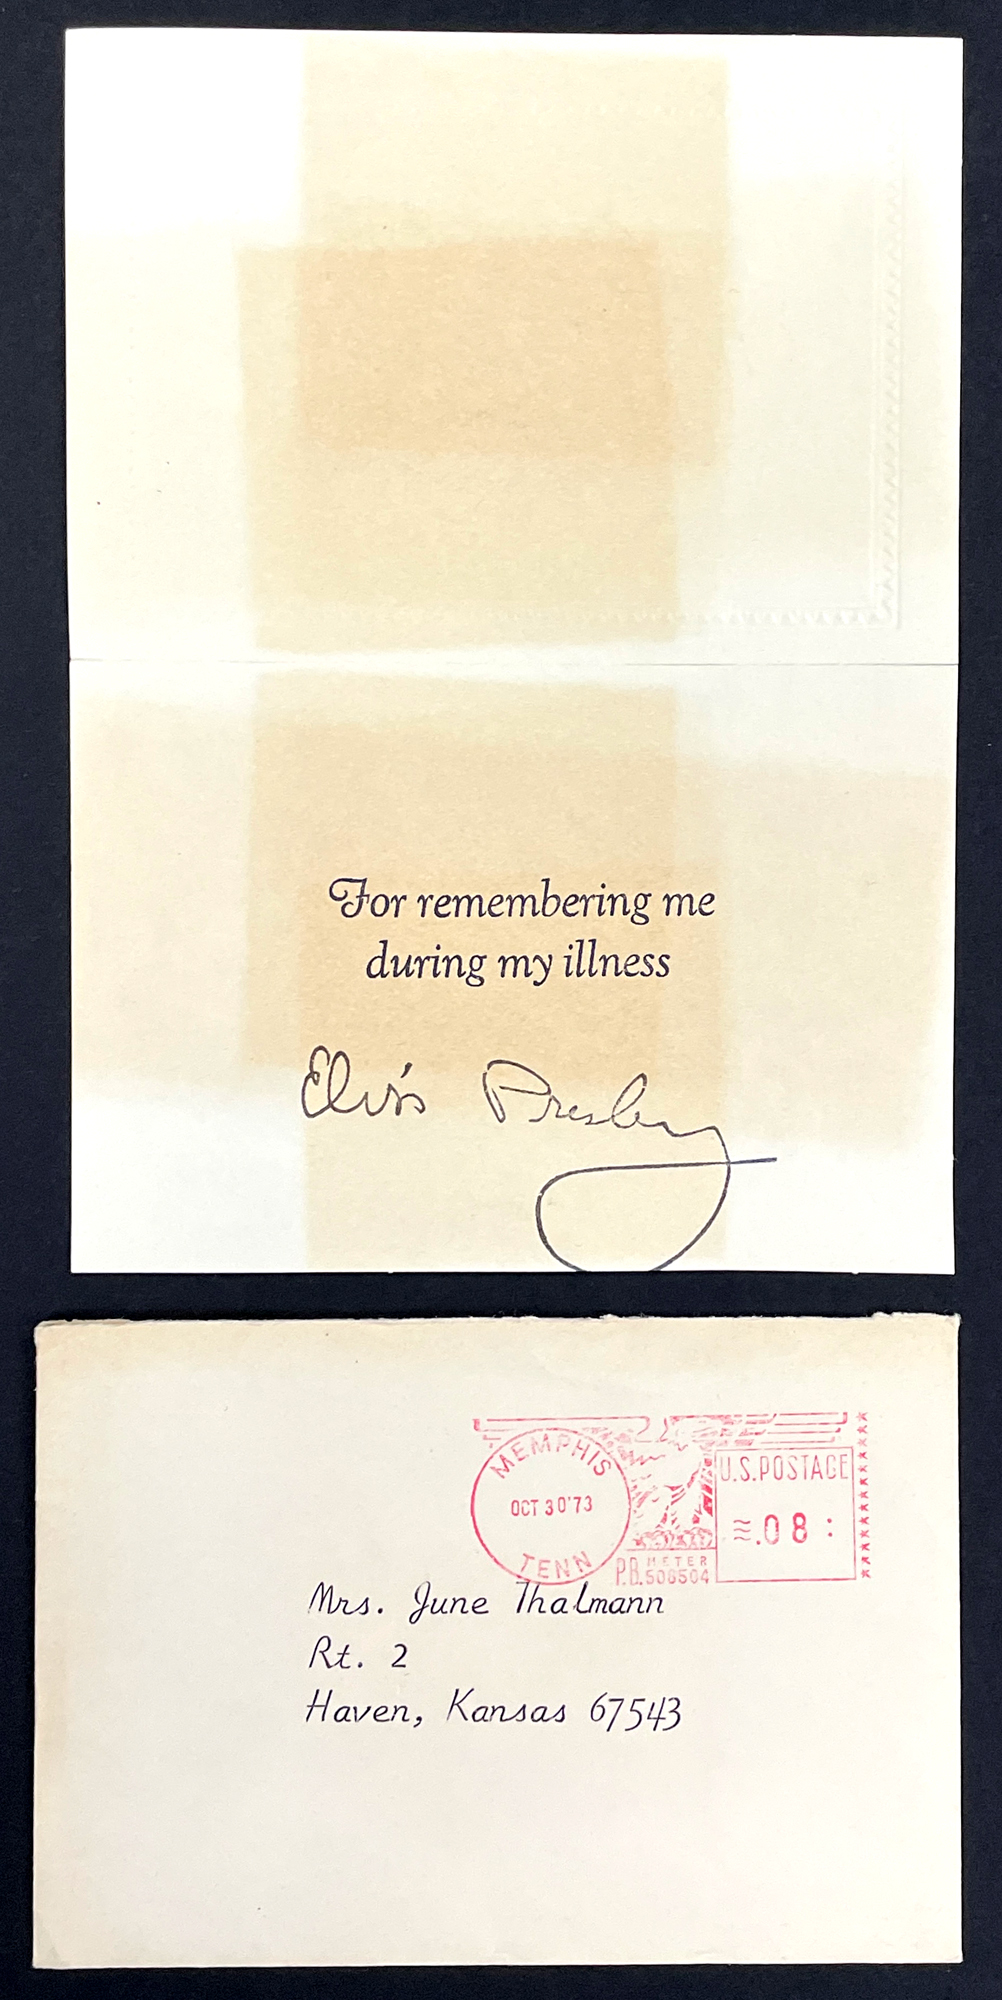 For remembering me
during my illness
Elvis Presley
MEMPHIS
OCT 30'73
TENN
U.S.POSTAGE
.08
P.B. METER
508504
Mrs. June Thalmann
Rt. 2
Haven, Kansas 67543